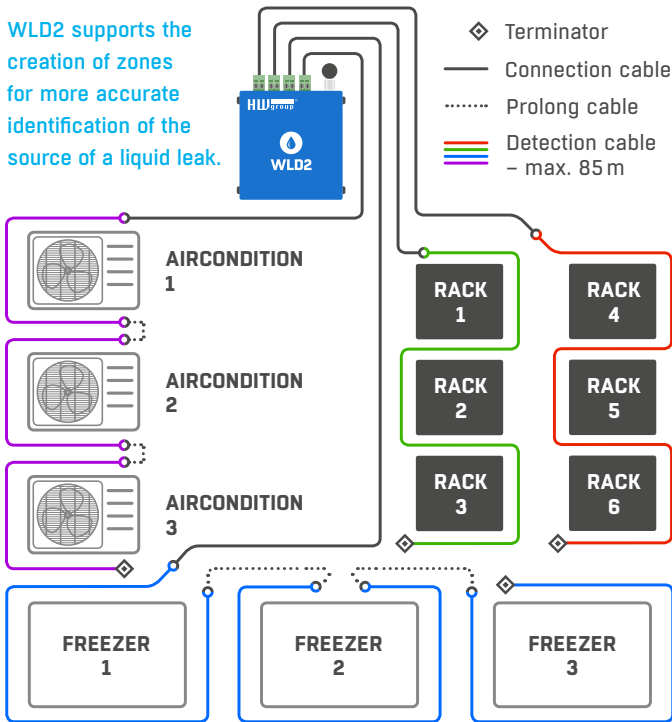 WLD2 supports the
creation of zones
for more accurate
identification of the
source of a liquid leak.
HWgroup
WLD2
Terminator
Connection cable
Prolong cable
Detection cable
– max. 85 m
AIRCONDITION
1
AIRCONDITION
2
AIRCONDITION
3
RACK
1
RACK
2
RACK
3
RACK
4
RACK
5
RACK
6
FREEZER
1
FREEZER
2
FREEZER
3